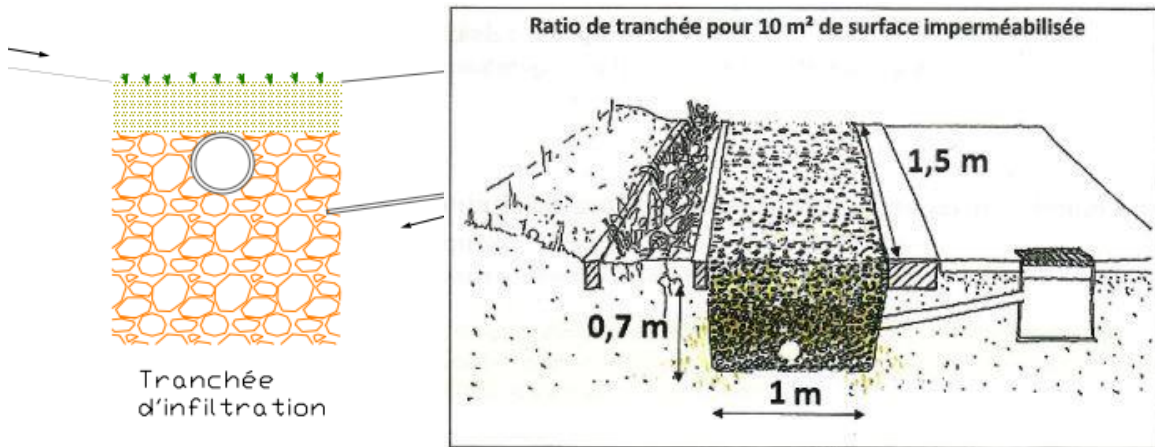 Tranchée
d'infiltration
Ratio de tranchée pour 10 m² de surface imperméabilisée
1,5 m
0,7 m
1 m